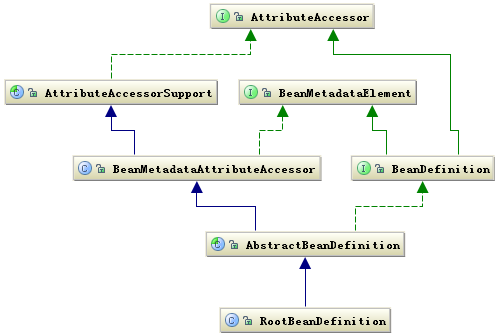 I AttributeAccessor
C AttributeAccessorSupport
I BeanMetadataElement
C BeanMetadataAttributeAccessor
I BeanDefinition
C AbstractBeanDefinition
C RootBeanDefinition